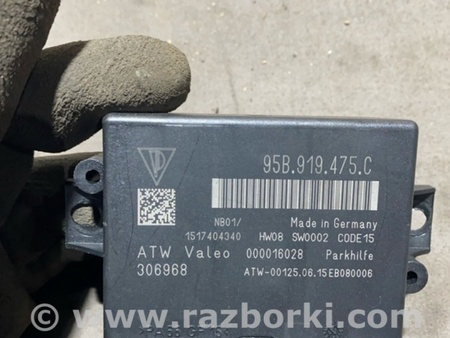 95B.919.475.C
NB01/ Made in Germany
1517404340 HW08 SW0002 CODE15
ATW Valeo 000016028 Parkhilfe
306968 ATW-00125.06.15EB080006
© www.razborki.com